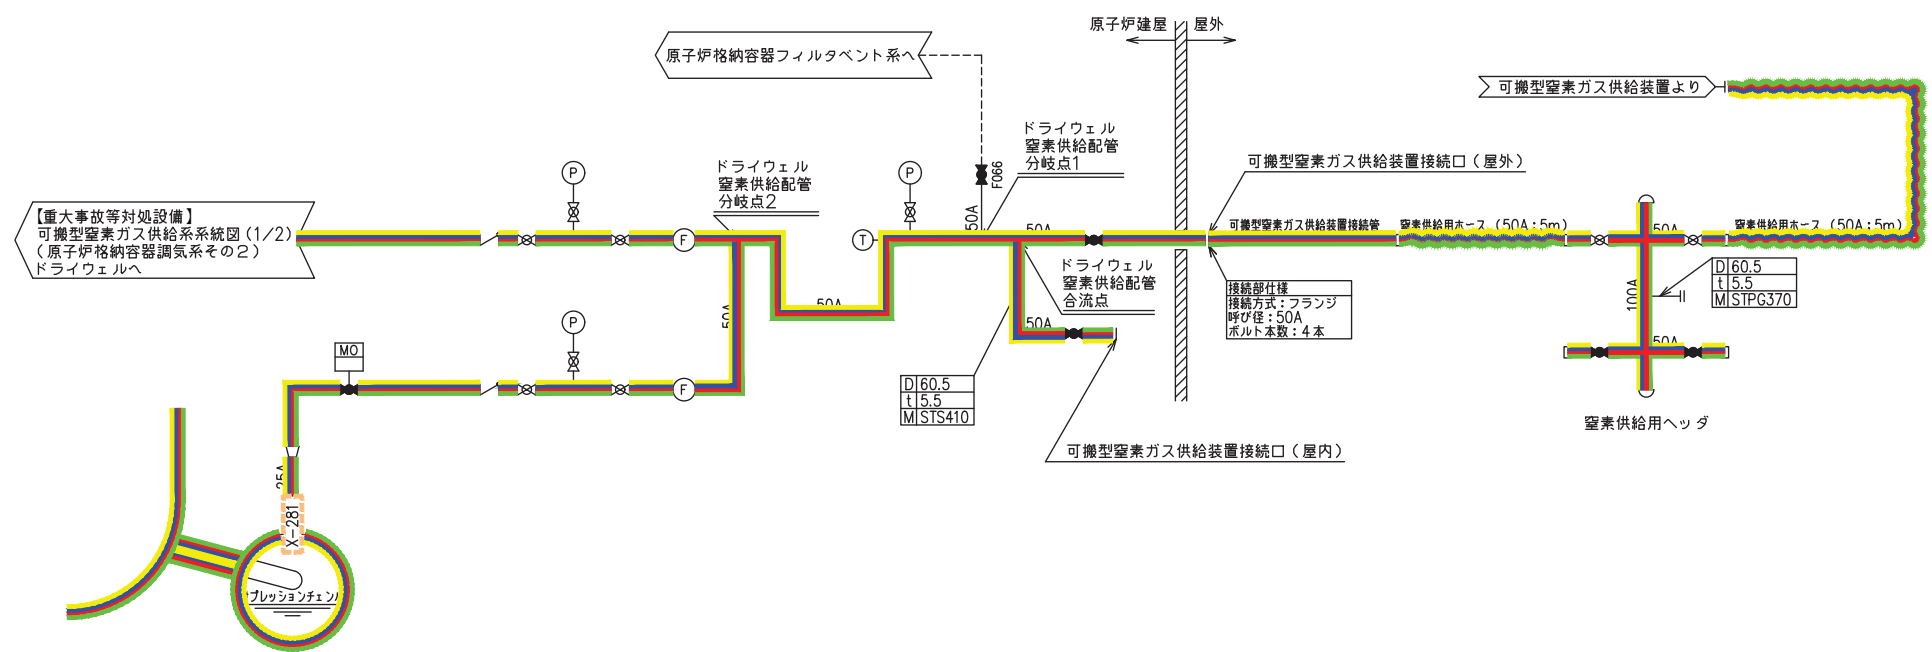 原子炉建屋
屋外
原子炉格納容器フィルタベント系へ
可搬型窒素ガス供給装置より
ドライウェル
窒素供給配管
分岐点1
F066
50A
可搬型窒素ガス供給装置接続口（屋外）
P
P
ドライウェル
窒素供給配管
分岐点2
【重大事故等対処設備】
可搬型窒素ガス供給系系統図（1／2）
（原子炉格納容器調気系その2）
ドライウェルへ
F
T
50A
可搬型窒素ガス供給装置接続管
窒素供給用ホース（50A：5m）
50A
窒素供給用ホース（50A：5m）
ドライウェル
窒素供給配管
合流点
D 60.5
t 5.5
M STPG370
100A
接続部仕様
接続方式：フランジ
呼び径：50A
ボルト本数：4本
50A
50A
50A
50A
P
MO
F
D 60.5
t 5.5
M STS410
窒素供給用ヘッダ
可搬型窒素ガス供給装置接続口（屋内）
25A
X-281
プレッションチェン